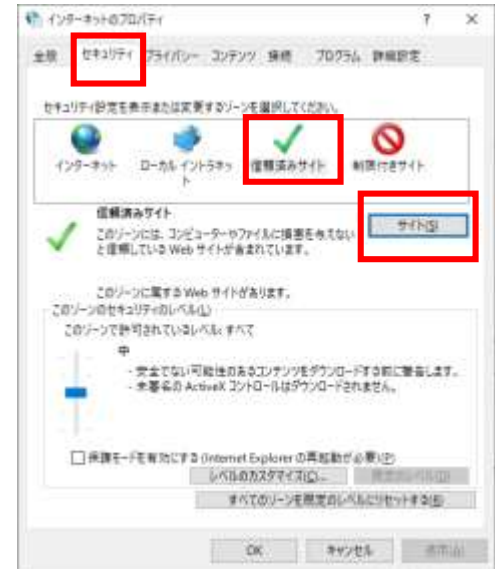 インターネットのプロパティ ? ×
全般 セキュリティ プライバシー コンテンツ 接続 プログラム 詳細設定
セキュリティ設定を表示または変更するゾーンを選択してください。
インターネット ローカル イントラネット 信頼済みサイト 制限付きサイト
信頼済みサイト
サイト(S)
このゾーンには、コンピューターやファイルに損害を与えない
と信頼している Web サイトが含まれています。
このゾーンに属する Web サイトがあります。
このゾーンのセキュリティのレベル(L)
このゾーンで許可されているレベル: すべて
中
- 安全でない可能性のあるコンテンツをダウンロードする前に警告します。
- 未署名の ActiveX コントロールはダウンロードされません。
保護モードを有効にする (Internet Explorer の再起動が必要)(P)
レベルのカスタマイズ(C)... 既定のレベル(D)
すべてのゾーンを既定のレベルにリセットする(R)
OK キャンセル 適用(A)